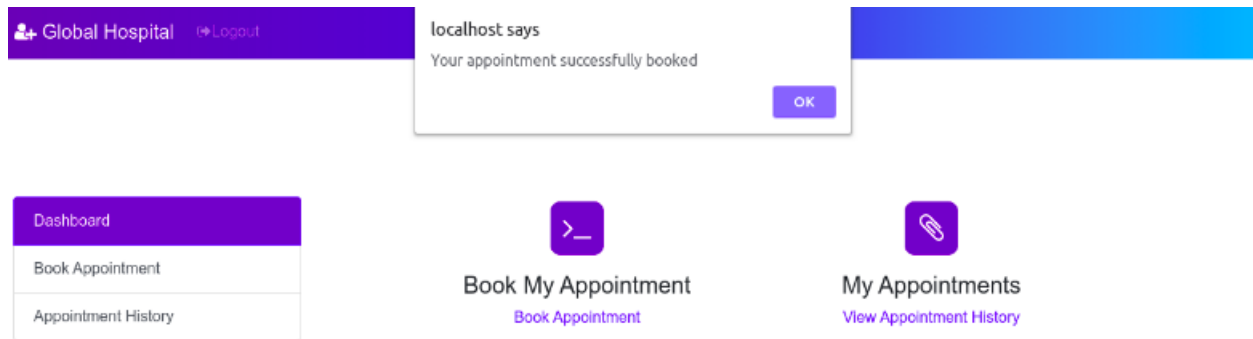 Global Hospital Logout
localhost says
Your appointment successfully booked
OK
Dashboard
Book Appointment
Appointment History
Book My Appointment
Book Appointment
My Appointments
View Appointment History